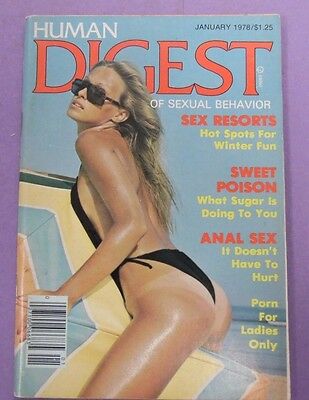 HUMAN
JANUARY 1978/$1.25
DIGEST
OF SEXUAL BEHAVIOR
SEX RESORTS
Hot Spots For
Winter Fun
SWEET
POISON
What Sugar Is
Doing To You
ANAL SEX
It Doesn't
Have To
Hurt
Porn
For
Ladies
Only